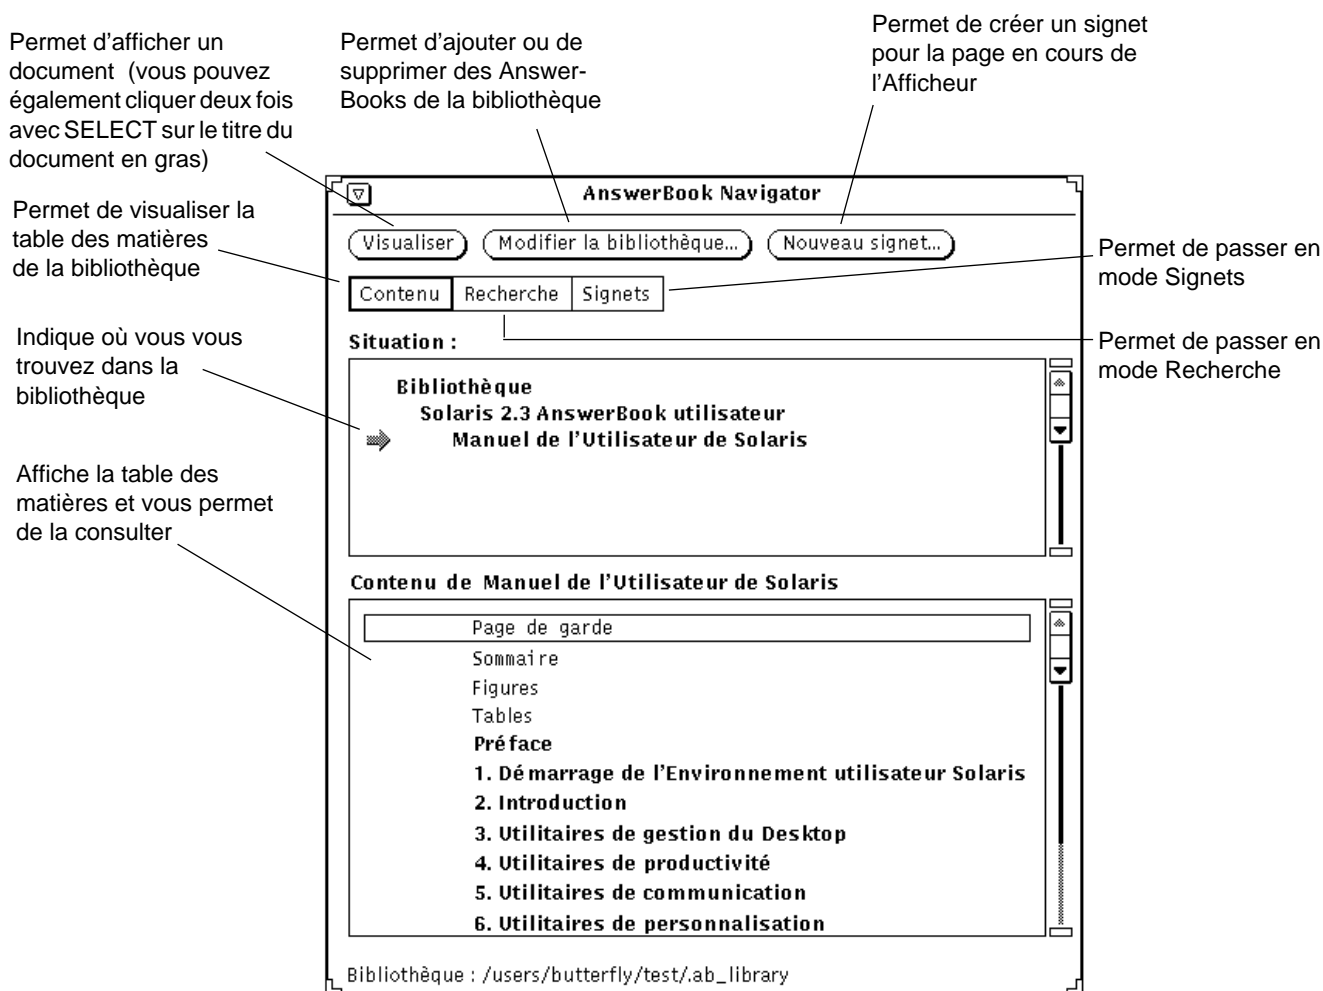 Permet d'afficher un
document (vous pouvez
également cliquer deux fois
avec SELECT sur le titre du
document en gras)
Permet d'ajouter ou de
supprimer des Answer-
Books de la bibliothèque
Permet de créer un signet
pour la page en cours de
l'Afficheur
Permet de visualiser la
table des matières
de la bibliothèque
Indique où vous vous
trouvez dans la
bibliothèque
Affiche la table des
matières et vous permet
de la consulter
AnswerBook Navigator
Visualiser
Modifier la bibliothèque...
Nouveau signet...
Contenu
Recherche
Signets
Permet de passer en
mode Signets
Permet de passer en
mode Recherche
Situation :
Bibliothèque
Solaris 2.3 AnswerBook utilisateur
Manuel de l'Utilisateur de Solaris
Contenu de Manuel de l'Utilisateur de Solaris
Page de garde
Sommaire
Figures
Tables
Préface
1. Démarrage de l'Environnement utilisateur Solaris
2. Introduction
3. Utilitaires de gestion du Desktop
4. Utilitaires de productivité
5. Utilitaires de communication
6. Utilitaires de personnalisation
Bibliothèque : /users/butterfly/test/.ab_library